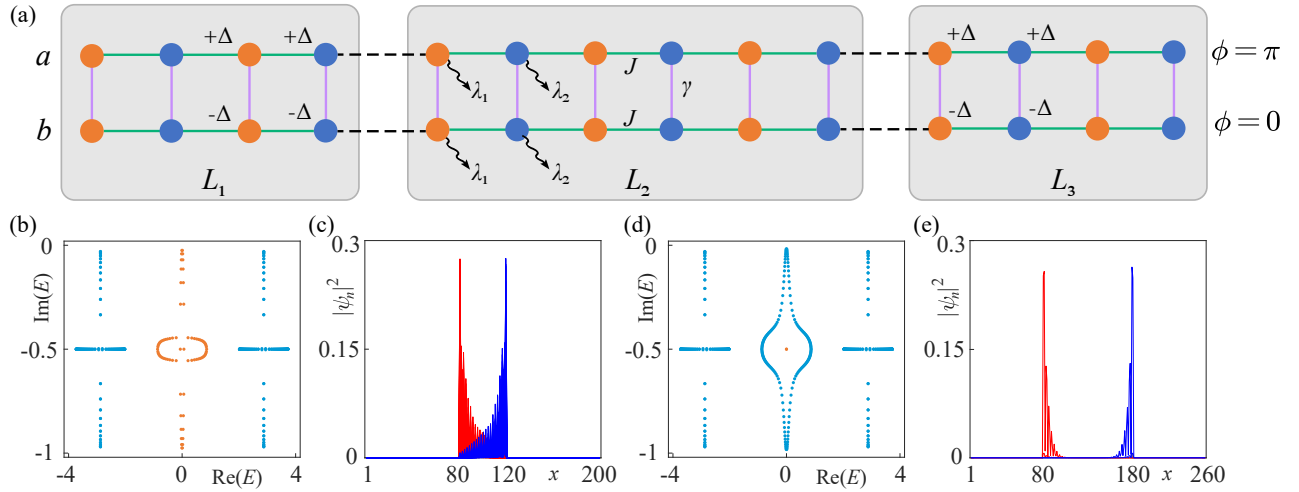 (a)
+Δ +Δ +Δ +Δ
a J ϕ = π
λ₁ λ₂ γ
-Δ -Δ J -Δ -Δ
b ϕ = 0
λ₁ λ₂
L₁ L₂ L₃
(b) (c) (d) (e)
0 0.3 0 0.3
Im(E) |ψₙ|² Im(E) |ψₙ|²
-0.5 0.15 -0.5 0.15
-1 0 -1 0
-4 0 Re(E) 4 1 80 120 x 200 -4 0 Re(E) 4 1 80 180 x 260